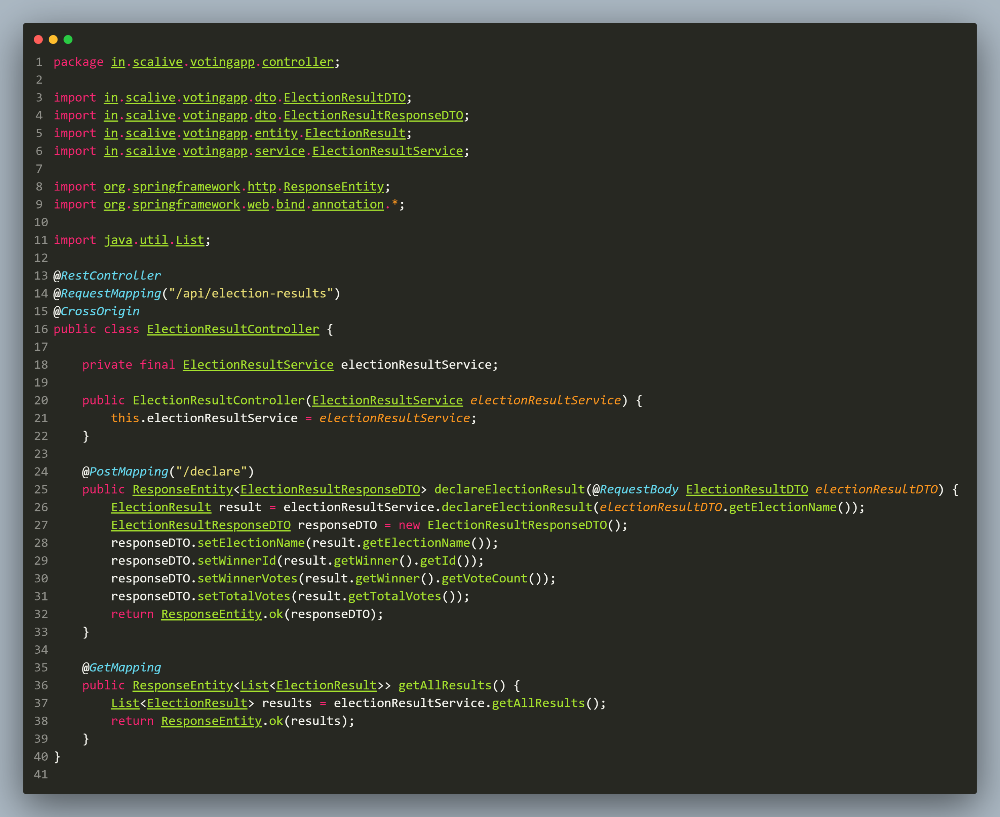 1 package in.scalive.votingapp.controller;
2
3 import in.scalive.votingapp.dto.ElectionResultDTO;
4 import in.scalive.votingapp.dto.ElectionResultResponseDTO;
5 import in.scalive.votingapp.entity.ElectionResult;
6 import in.scalive.votingapp.service.ElectionResultService;
7
8 import org.springframework.http.ResponseEntity;
9 import org.springframework.web.bind.annotation.*;
10
11 import java.util.List;
12
13 @RestController
14 @RequestMapping("/api/election-results")
15 @CrossOrigin
16 public class ElectionResultController {
17
18     private final ElectionResultService electionResultService;
19
20     public ElectionResultController(ElectionResultService electionResultService) {
21         this.electionResultService = electionResultService;
22     }
23
24     @PostMapping("/declare")
25     public ResponseEntity<ElectionResultResponseDTO> declareElectionResult(@RequestBody ElectionResultDTO electionResultDTO) {
26         ElectionResult result = electionResultService.declareElectionResult(electionResultDTO.getElectionName());
27         ElectionResultResponseDTO responseDTO = new ElectionResultResponseDTO();
28         responseDTO.setElectionName(result.getElectionName());
29         responseDTO.setWinnerId(result.getWinner().getId());
30         responseDTO.setWinnerVotes(result.getWinner().getVoteCount());
31         responseDTO.setTotalVotes(result.getTotalVotes());
32         return ResponseEntity.ok(responseDTO);
33     }
34
35     @GetMapping
36     public ResponseEntity<List<ElectionResult>> getAllResults() {
37         List<ElectionResult> results = electionResultService.getAllResults();
38         return ResponseEntity.ok(results);
39     }
40 }
41